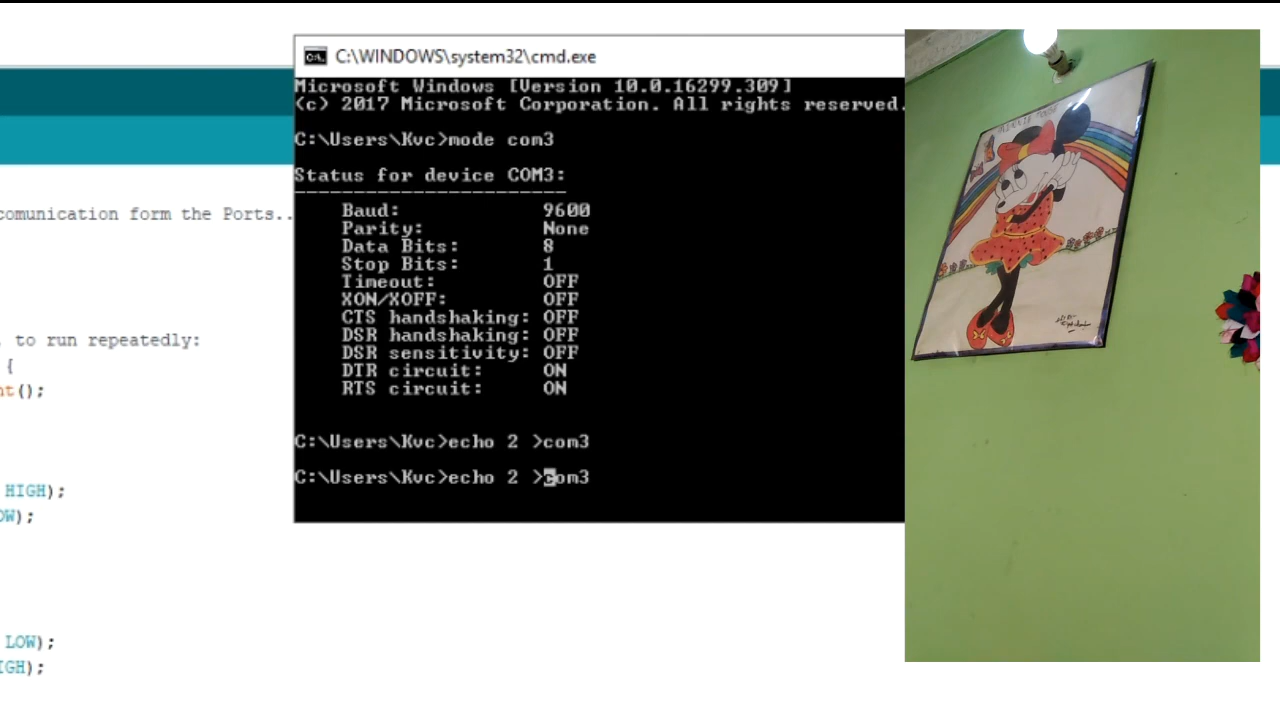 C:\WINDOWS\system32\cmd.exe
Microsoft Windows [Version 10.0.16299.309]
(c) 2017 Microsoft Corporation. All rights reserved.
C:\Users\Kvc>mode com3
Status for device COM3:
-----------------------
Baud: 9600
Parity: None
Data Bits: 8
Stop Bits: 1
Timeout: OFF
XON/XOFF: OFF
CTS handshaking: OFF
DSR handshaking: OFF
DSR sensitivity: OFF
DTR circuit: ON
RTS circuit: ON
C:\Users\Kvc>echo 2 >com3
C:\Users\Kvc>echo 2 >com3
comunication form the Ports..
to run repeatedly:
{
nt();
HIGH);
OW);
LOW);
IGH);